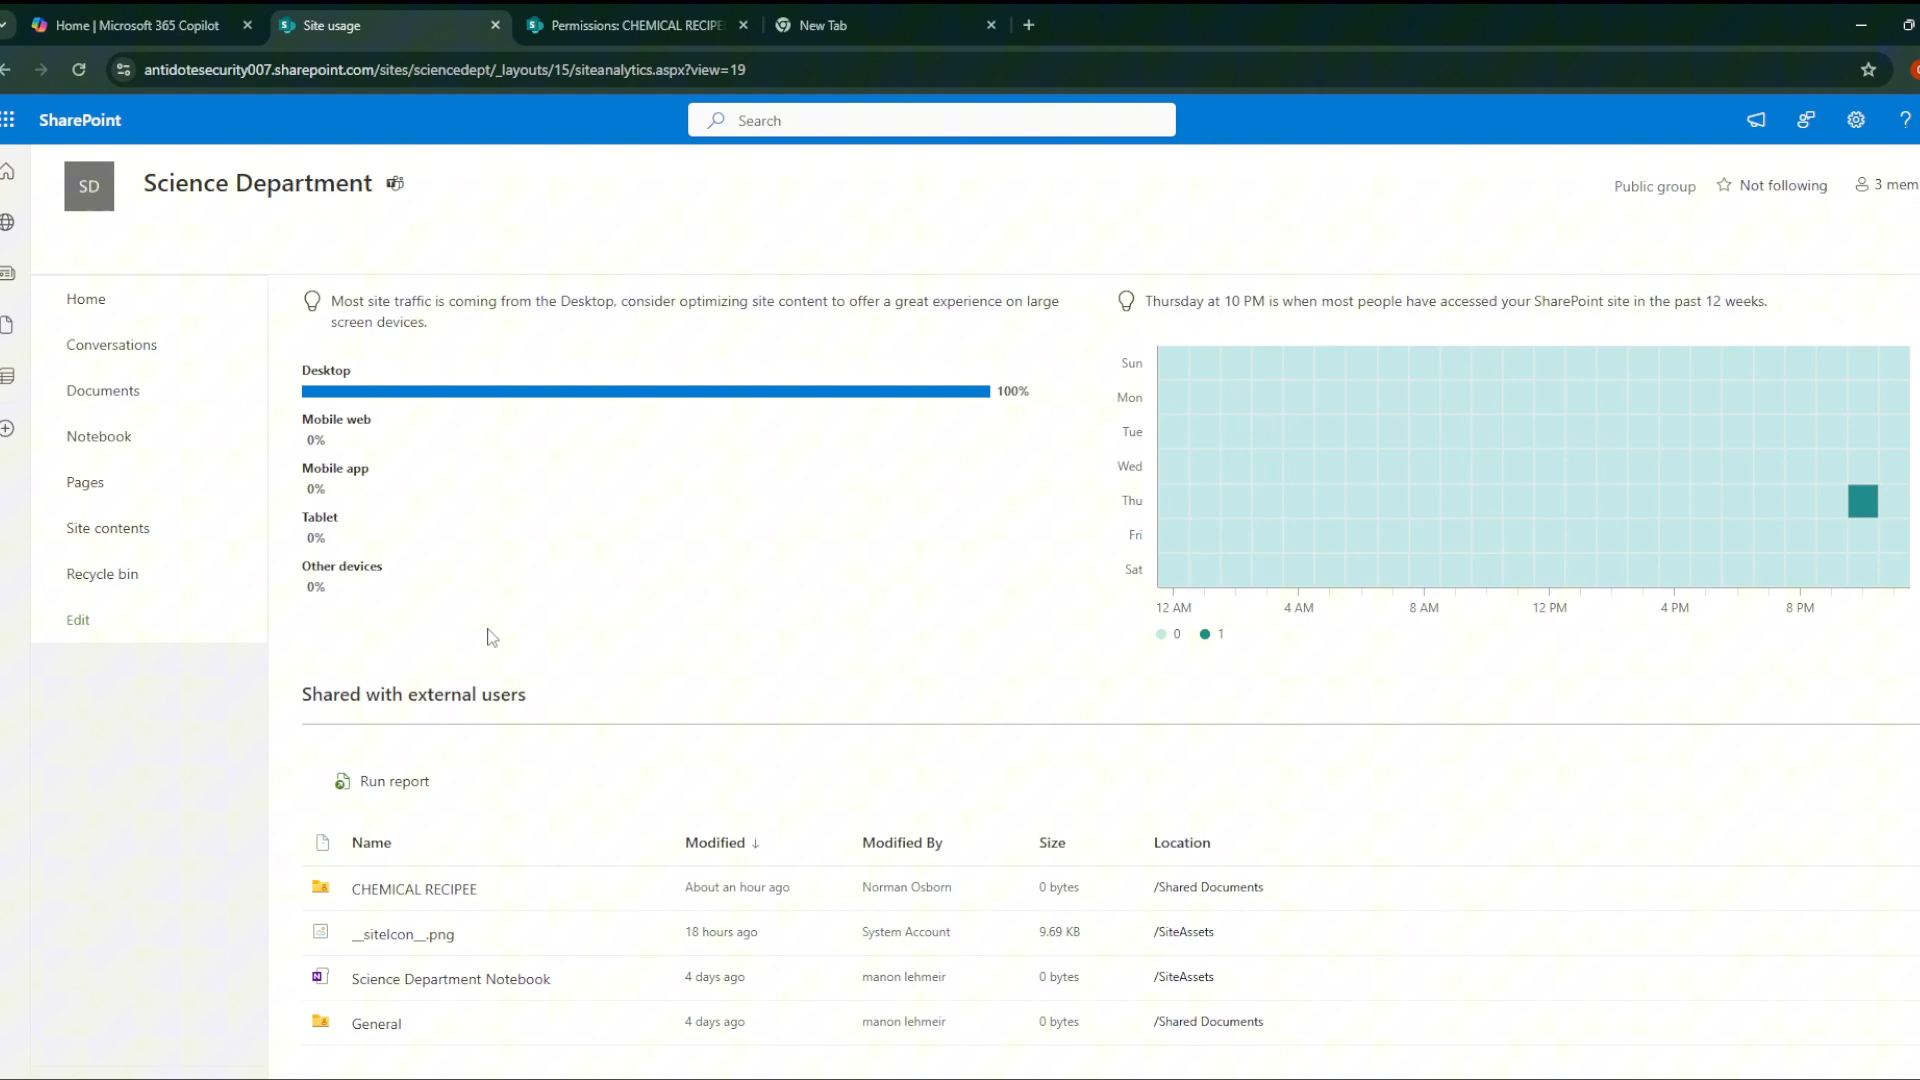 Home | Microsoft 365 Copilot
Site usage
Permissions: CHEMICAL RECIPE
New Tab
antidotesecurity007.sharepoint.com/sites/sciencedept/_layouts/15/siteanalytics.aspx?view=19
SharePoint
Search
SD
Science Department
Public group
Not following
3 mem
Home
Conversations
Documents
Notebook
Pages
Site contents
Recycle bin
Edit
Most site traffic is coming from the Desktop, consider optimizing site content to offer a great experience on large
screen devices.
Desktop
100%
Mobile web
0%
Mobile app
0%
Tablet
0%
Other devices
0%
Thursday at 10 PM is when most people have accessed your SharePoint site in the past 12 weeks.
Sun
Mon
Tue
Wed
Thu
Fri
Sat
12 AM 4 AM 8 AM 12 PM 4 PM 8 PM
0 1
Shared with external users
Run report
Name Modified ↓ Modified By Size Location
CHEMICAL RECIPEE About an hour ago Norman Osborn 0 bytes /Shared Documents
__siteIcon__.png 18 hours ago System Account 9.69 KB /SiteAssets
Science Department Notebook 4 days ago manon lehmeir 0 bytes /SiteAssets
General 4 days ago manon lehmeir 0 bytes /Shared Documents